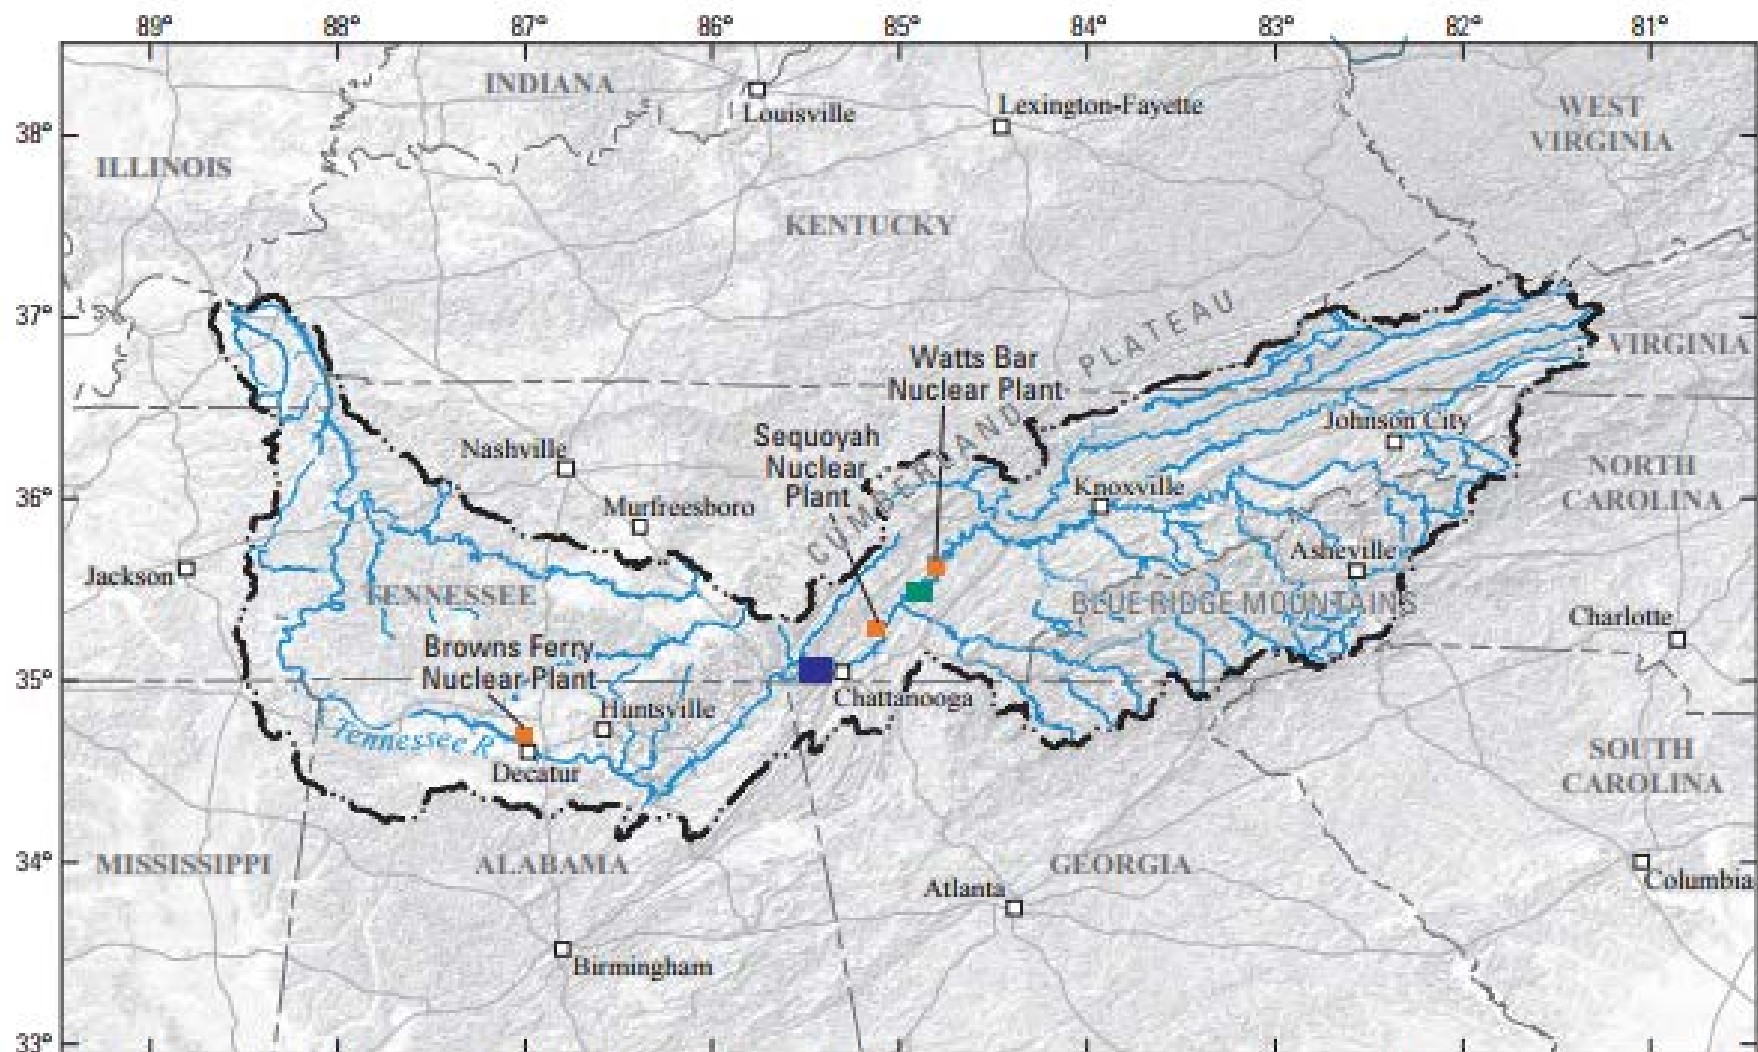 89° 88° 87° 86° 85° 84° 83° 82° 81°
38°
37°
36°
35°
34°
33°
INDIANA
Louisville
Lexington-Fayette
WEST
VIRGINIA
ILLINOIS
KENTUCKY
VIRGINIA
CUMBERLAND PLATEAU
Watts Bar
Nuclear Plant
Sequoyah
Nuclear
Plant
Johnson City
Nashville
Knoxville
NORTH
CAROLINA
Murfreesboro
Asheville
Jackson
TENNESSEE
BLUE RIDGE MOUNTAINS
Charlotte
Browns Ferry
Nuclear Plant
Chattanooga
Huntsville
Tennessee R
Decatur
SOUTH
CAROLINA
MISSISSIPPI
ALABAMA
GEORGIA
Atlanta
Columbia
Birmingham